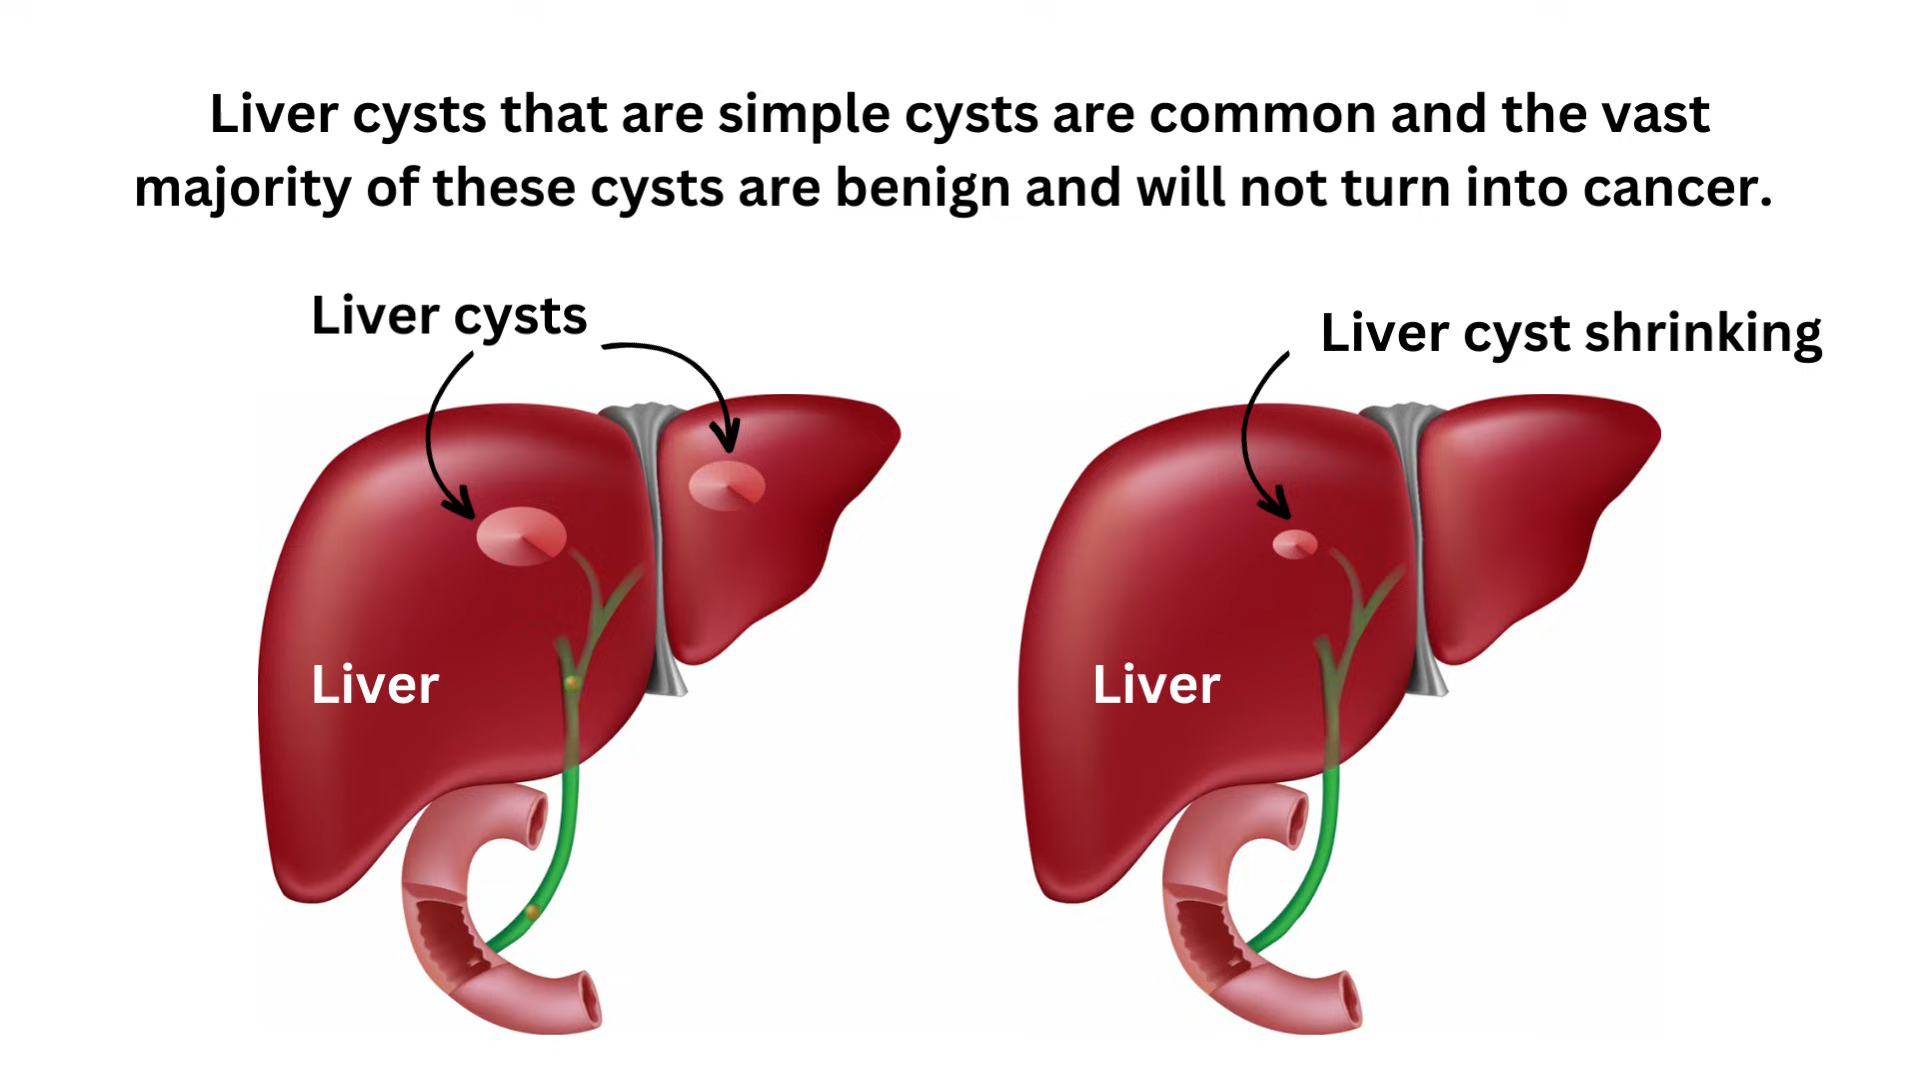 Liver cysts that are simple cysts are common and the vast
majority of these cysts are benign and will not turn into cancer.
Liver cysts
Liver cyst shrinking
Liver
Liver